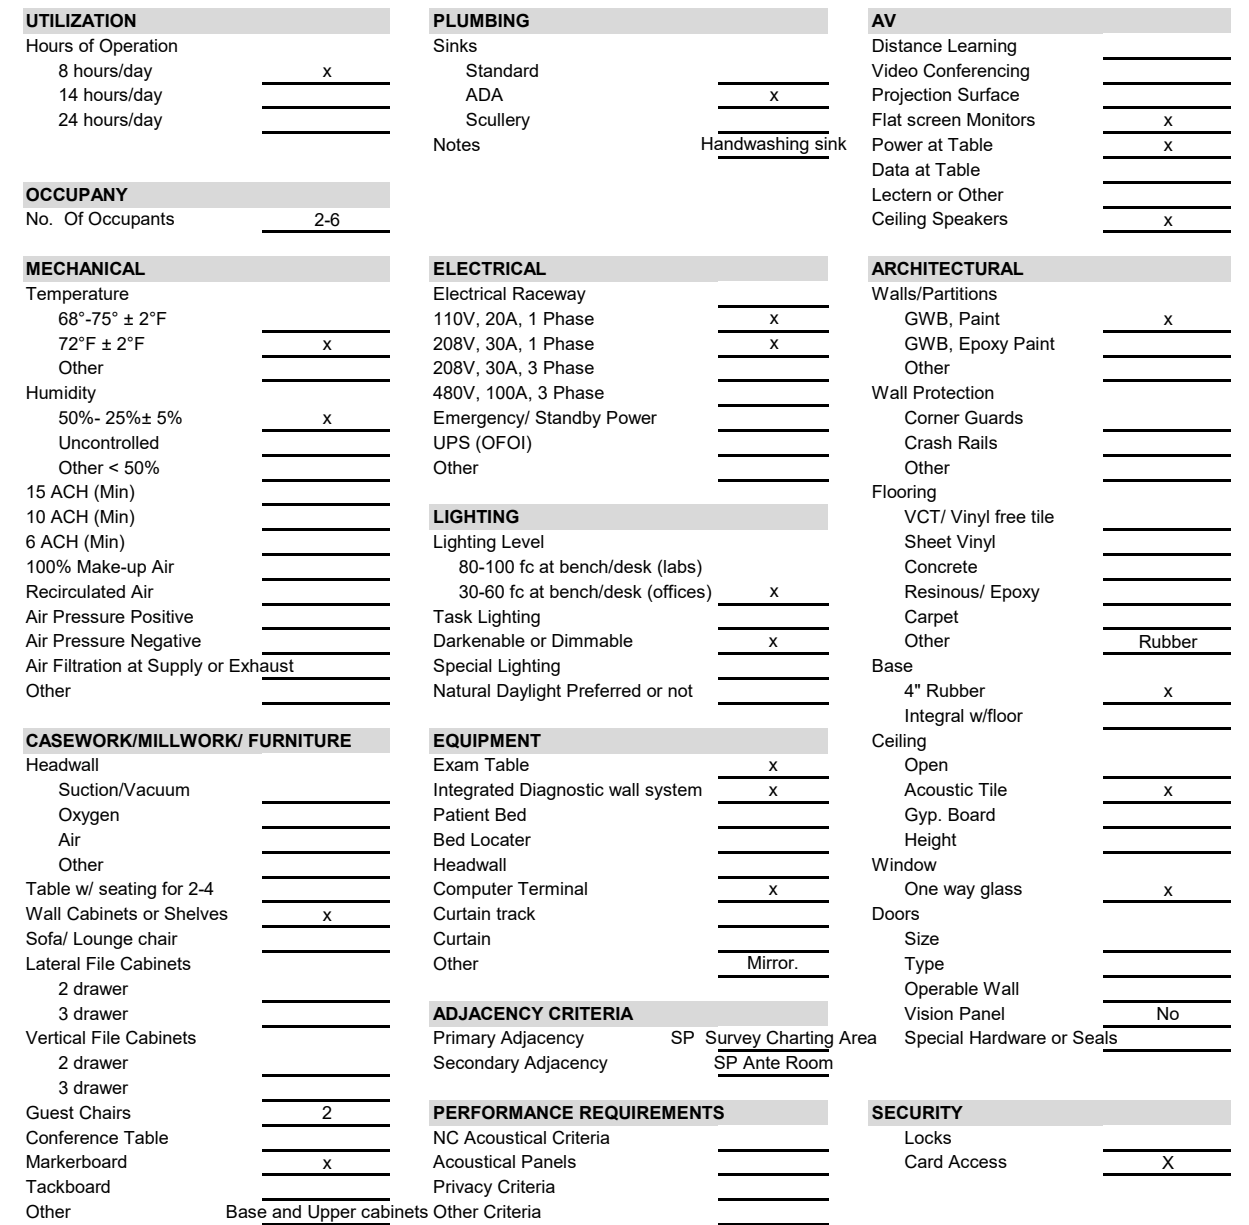 UTILIZATION
Hours of Operation
8 hours/day x
14 hours/day
24 hours/day
OCCUPANY
No. Of Occupants 2-6
MECHANICAL
Temperature
68°-75° ± 2°F
72°F ± 2°F x
Other
Humidity
50%- 25%± 5% x
Uncontrolled
Other < 50%
15 ACH (Min)
10 ACH (Min)
6 ACH (Min)
100% Make-up Air
Recirculated Air
Air Pressure Positive
Air Pressure Negative
Air Filtration at Supply or Exhaust
Other
CASEWORK/MILLWORK/ FURNITURE
Headwall
Suction/Vacuum
Oxygen
Air
Other
Table w/ seating for 2-4
Wall Cabinets or Shelves x
Sofa/ Lounge chair
Lateral File Cabinets
2 drawer
3 drawer
Vertical File Cabinets
2 drawer
3 drawer
Guest Chairs 2
Conference Table
Markerboard x
Tackboard
Other Base and Upper cabinets
PLUMBING
Sinks
Standard
ADA x
Scullery
Notes Handwashing sink
ELECTRICAL
Electrical Raceway
110V, 20A, 1 Phase x
208V, 30A, 1 Phase x
208V, 30A, 3 Phase
480V, 100A, 3 Phase
Emergency/ Standby Power
UPS (OFOI)
Other
LIGHTING
Lighting Level
80-100 fc at bench/desk (labs)
30-60 fc at bench/desk (offices) x
Task Lighting
Darkenable or Dimmable x
Special Lighting
Natural Daylight Preferred or not
EQUIPMENT
Exam Table x
Integrated Diagnostic wall system x
Patient Bed
Bed Locater
Headwall
Computer Terminal x
Curtain track
Curtain
Other Mirror.
ADJACENCY CRITERIA
Primary Adjacency SP Survey Charting Area
Secondary Adjacency SP Ante Room
PERFORMANCE REQUIREMENTS
NC Acoustical Criteria
Acoustical Panels
Privacy Criteria
Other Criteria
AV
Distance Learning
Video Conferencing
Projection Surface
Flat screen Monitors x
Power at Table x
Data at Table
Lectern or Other
Ceiling Speakers x
ARCHITECTURAL
Walls/Partitions
GWB, Paint x
GWB, Epoxy Paint
Other
Wall Protection
Corner Guards
Crash Rails
Other
Flooring
VCT/ Vinyl free tile
Sheet Vinyl
Concrete
Resinous/ Epoxy
Carpet
Other Rubber
Base
4" Rubber x
Integral w/floor
Ceiling
Open
Acoustic Tile x
Gyp. Board
Height
Window
One way glass x
Doors
Size
Type
Operable Wall
Vision Panel No
Special Hardware or Seals
SECURITY
Locks
Card Access X